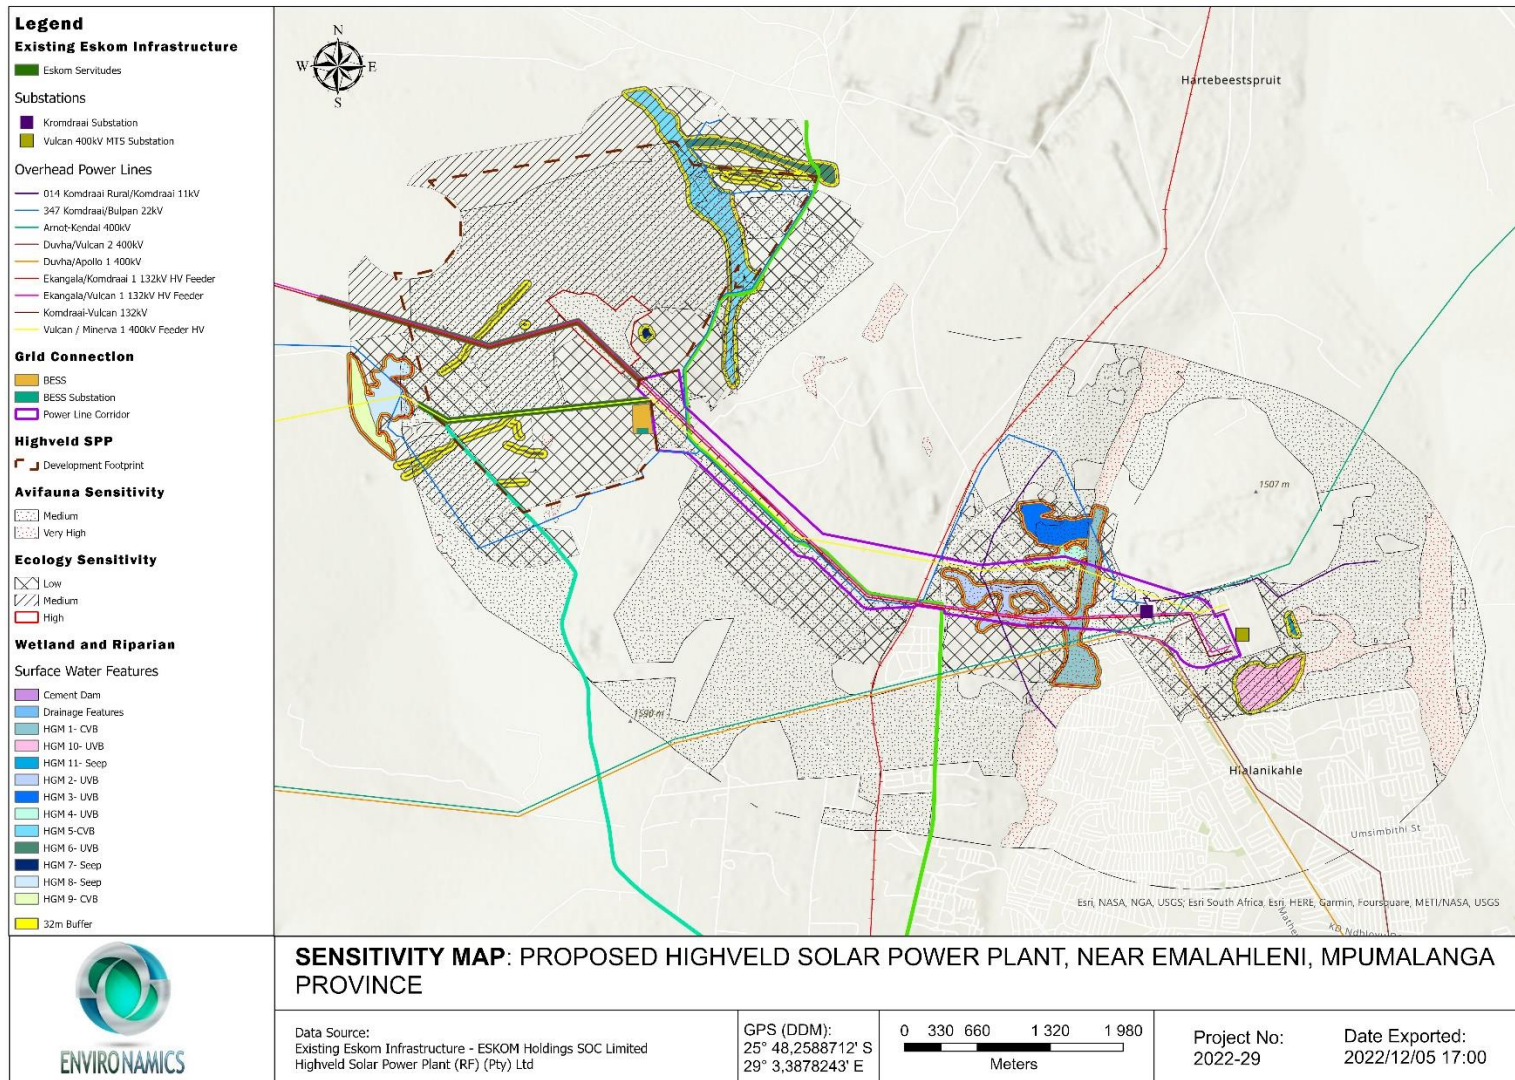 Legend
Existing Eskom Infrastructure
Eskom Servitudes
Substations
Kromdraai Substation
Vulcan 400kV MTS Substation
Overhead Power Lines
014 Komdraai Rural/Komdraai 11kV
347 Komdraai/Bulpan 22kV
Arnot-Kendal 400kV
Duvha/Vulcan 2 400kV
Duvha/Apollo 1 400kV
Ekangala/Komdraai 1 132kV HV Feeder
Ekangala/Vulcan 1 132kV HV Feeder
Komdraai-Vulcan 132kV
Vulcan / Minerva 1 400kV Feeder HV
Grid Connection
BESS
BESS Substation
Power Line Corridor
Highveld SPP
Development Footprint
Avifauna Sensitivity
Medium
Very High
Ecology Sensitivity
Low
Medium
High
Wetland and Riparian
Surface Water Features
Cement Dam
Drainage Features
HGM 1- CVB
HGM 10- UVB
HGM 11- Seep
HGM 2- UVB
HGM 3- UVB
HGM 4- UVB
HGM 5-CVB
HGM 6- UVB
HGM 7- Seep
HGM 8- Seep
HGM 9- CVB
32m Buffer
N
W E
S
Hartebeestspruit
1507 m
1590 m
Hlalanikahle
Umsimbithi St
Esri, NASA, NGA, USGS; Esri South Africa, Esri, HERE, Garmin, Foursquare, METI/NASA, USGS
KD Ndhlovu
ENVIRONAMICS
SENSITIVITY MAP: PROPOSED HIGHVELD SOLAR POWER PLANT, NEAR EMALAHLENI, MPUMALANGA
PROVINCE
Data Source:
Existing Eskom Infrastructure - ESKOM Holdings SOC Limited
Highveld Solar Power Plant (RF) (Pty) Ltd
GPS (DDM):
25° 48,2588712' S
29° 3,3878243' E
0 330 660 1 320 1 980
Meters
Project No:
2022-29
Date Exported:
2022/12/05 17:00